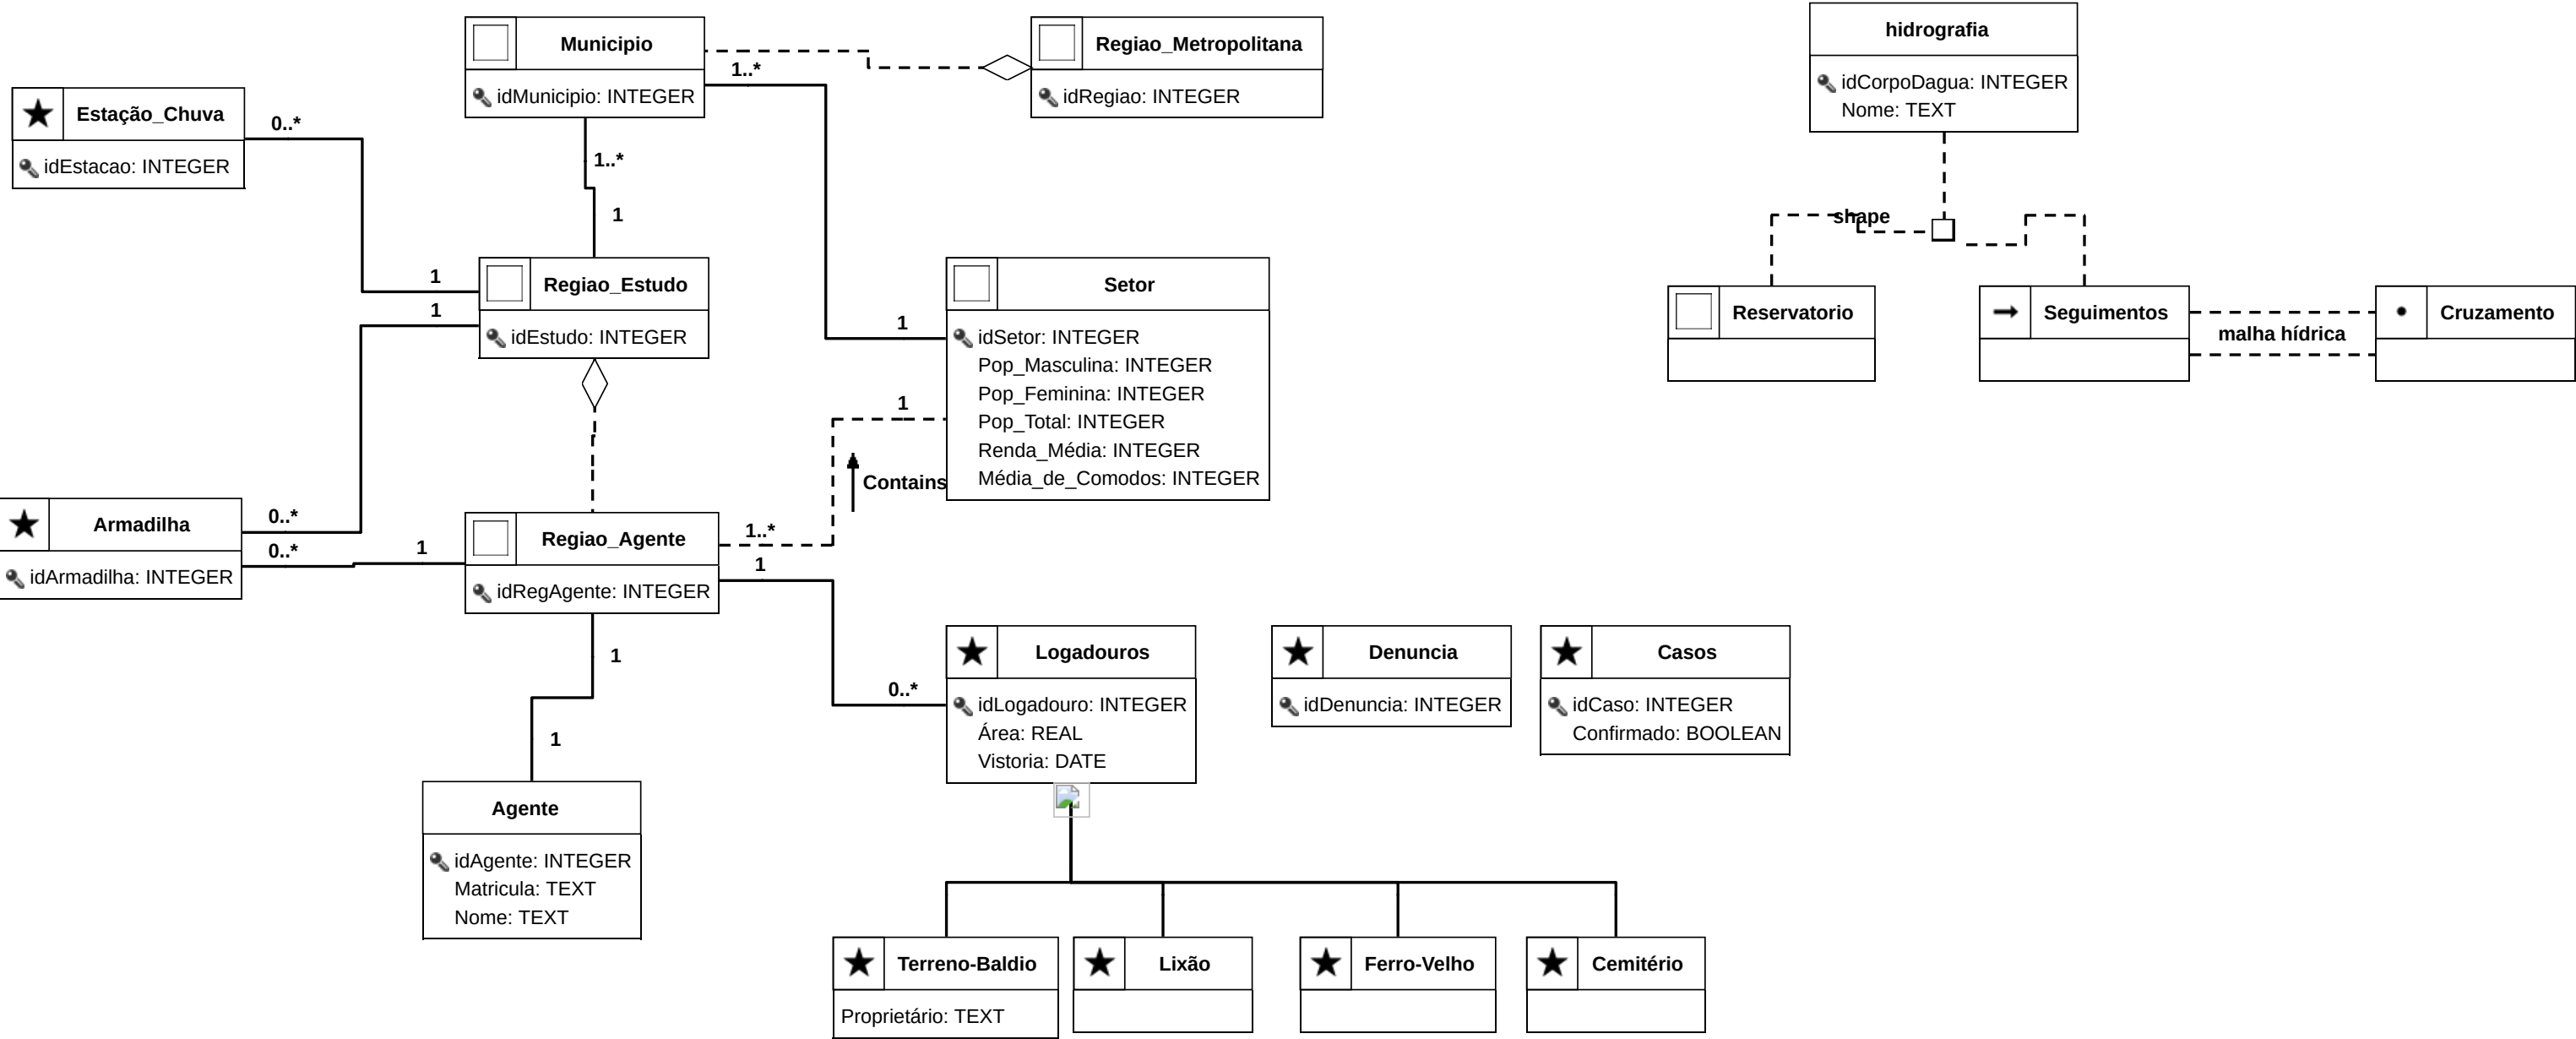 Municipio
idMunicipio: INTEGER
1..*
1..*
1
Regiao_Metropolitana
idRegiao: INTEGER
hidrografia
idCorpoDagua: INTEGER
Nome: TEXT
shape
Estação_Chuva
idEstacao: INTEGER
0..*
1
1
Regiao_Estudo
idEstudo: INTEGER
Setor
idSetor: INTEGER
Pop_Masculina: INTEGER
Pop_Feminina: INTEGER
Pop_Total: INTEGER
Renda_Média: INTEGER
Média_de_Comodos: INTEGER
1
1
Contains
Reservatorio
Seguimentos
malha hídrica
Cruzamento
Armadilha
idArmadilha: INTEGER
0..*
0..*
1
Regiao_Agente
idRegAgente: INTEGER
1..*
1
1
1
0..*
Logadouros
idLogadouro: INTEGER
Área: REAL
Vistoria: DATE
Denuncia
idDenuncia: INTEGER
Casos
idCaso: INTEGER
Confirmado: BOOLEAN
Agente
idAgente: INTEGER
Matricula: TEXT
Nome: TEXT
Terreno-Baldio
Proprietário: TEXT
Lixão
Ferro-Velho
Cemitério